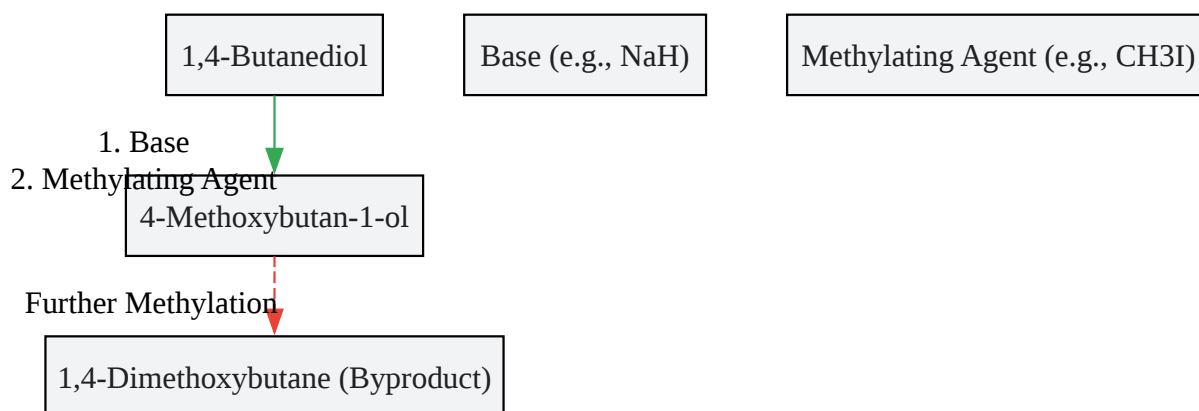 1,4-Butanediol
Base (e.g., NaH)
Methylating Agent (e.g., CH3I)
1. Base
2. Methylating Agent
4-Methoxybutan-1-ol
Further Methylation
1,4-Dimethoxybutane (Byproduct)